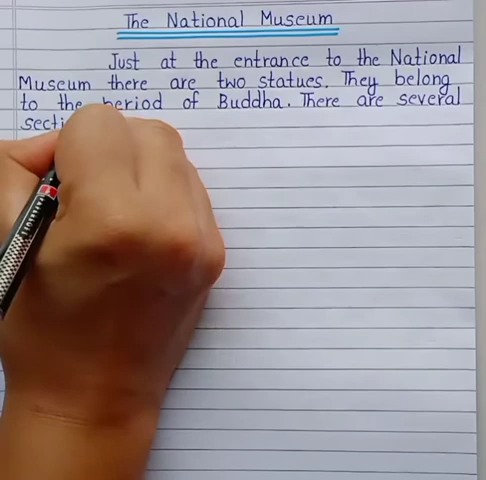 The National Museum
Just at the entrance to the National
Museum there are two statues. They belong
to the period of Buddha. There are several
secti